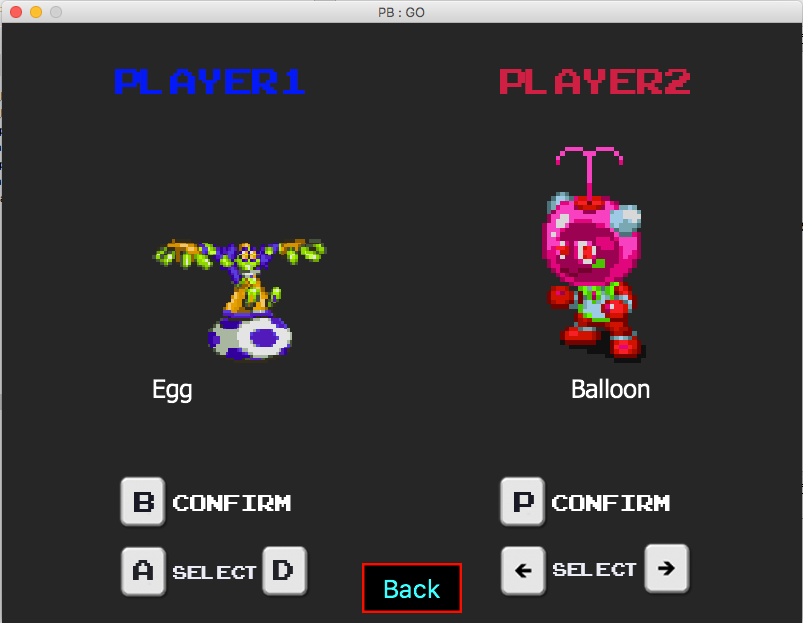 PB : GO
PLAYER1
PLAYER2
Egg
Balloon
B CONFIRM
P CONFIRM
A SELECT D
← SELECT →
Back